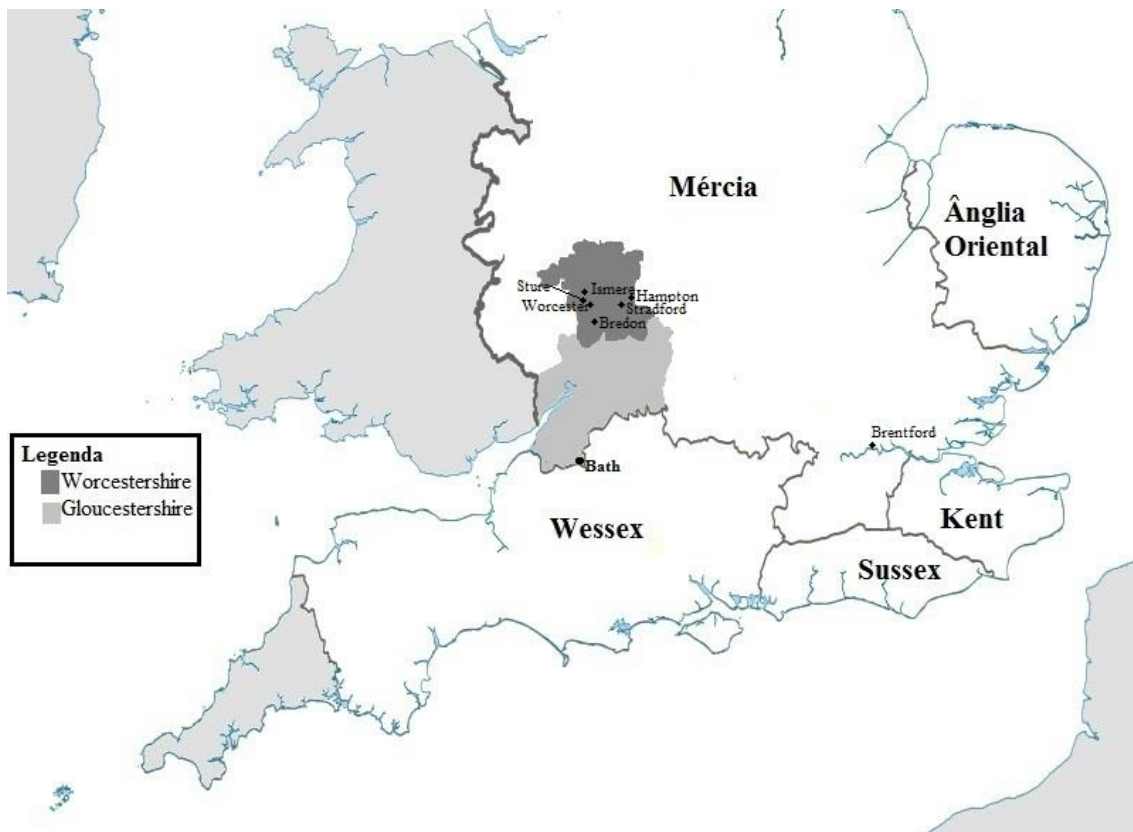 Mércia
Ânglia
Oriental
Ismere
Sture
Hampton
Worcester
Stradford
Bredon
Brentford
Legenda
Worcestershire
Gloucestershire
Bath
Wessex
Kent
Sussex